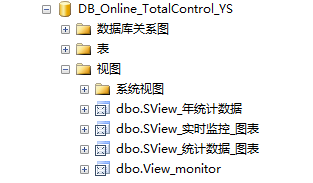 DB_Online_TotalControl_YS
数据库关系图
表
视图
系统视图
dbo.SView_年统计数据
dbo.SView_实时监控_图表
dbo.SView_统计数据_图表
dbo.View_monitor